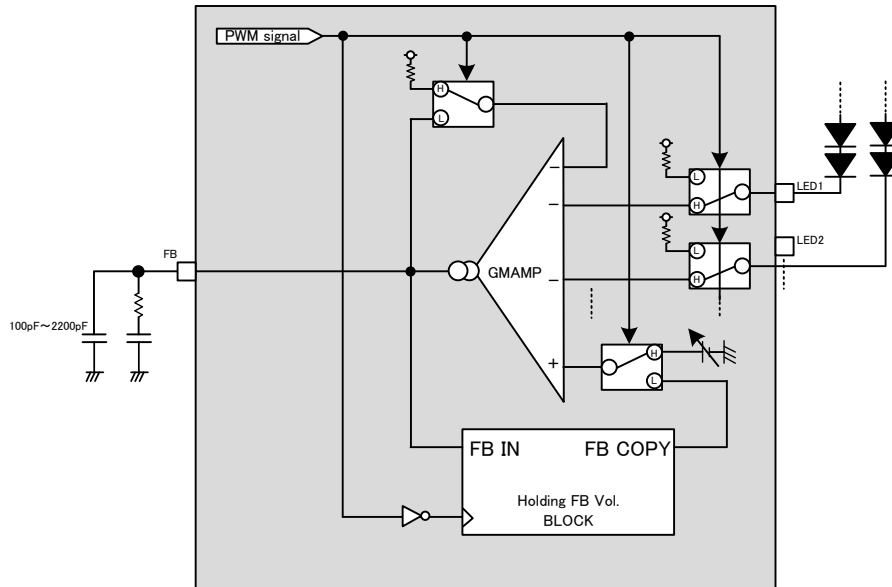 PWM signal
H
L
L
LED1
H
LED2
L
H
FB
GMAMP
−
−
−
+
100pF～2200pF
H
L
FB IN FB COPY
Holding FB Vol.
BLOCK